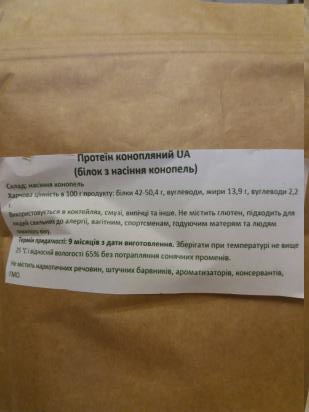 Протеїн конопляний UA
(білок з насіння конопель)
Склад: насіння конопель
Харчова цінність в 100 г продукту: білки 42-50,4 г, вуглеводи, жири 13,9 г, вуглеводи 2,2
г.
Використовується в коктейлях, смузі, випічці та інше. Не містить глютен, підходить для
людей схильних до алергії, вагітним, спортсменам, годуючим матерям та людям
похилого віку.
Термін придатності: 9 місяців з дати виготовлення. Зберігати при температурі не вище
25 °С і відносній вологості 65% без потрапляння сонячних променів.
Не містить наркотичних речовин, штучних барвників, ароматизаторів, консервантів,
ГМО.